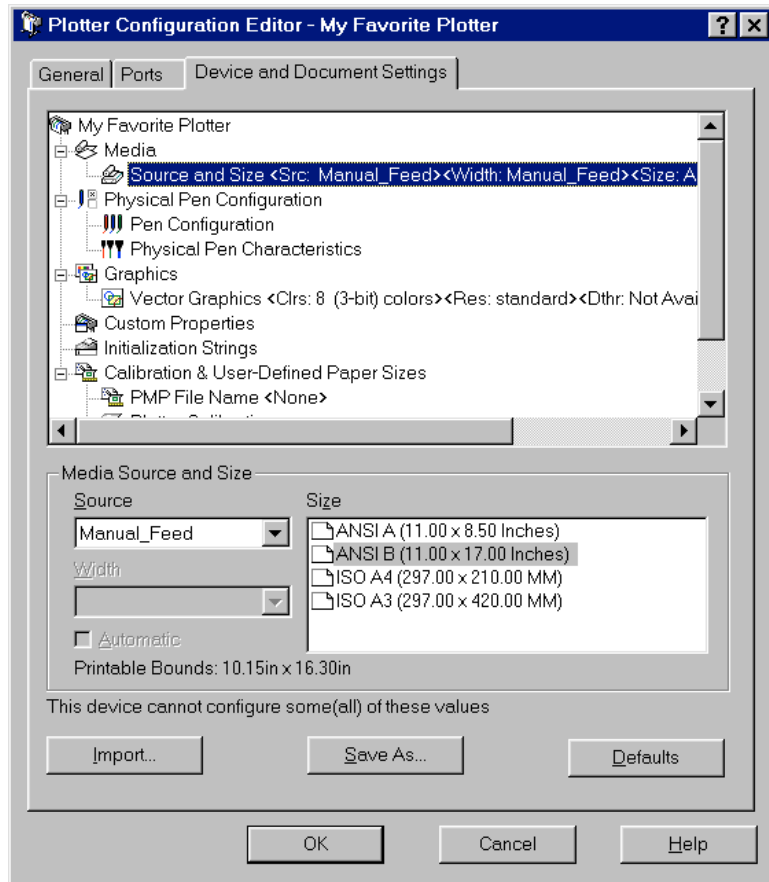 Plotter Configuration Editor - My Favorite Plotter
General Ports Device and Document Settings
My Favorite Plotter
Media
Source and Size <Src: Manual_Feed><Width: Manual_Feed><Size: A
Physical Pen Configuration
Pen Configuration
Physical Pen Characteristics
Graphics
Vector Graphics <Clrs: 8 (3-bit) colors><Res: standard><Dthr: Not Avai
Custom Properties
Initialization Strings
Calibration & User-Defined Paper Sizes
PMP File Name <None>
Media Source and Size
Source
Manual_Feed
Width
Automatic
Size
ANSI A (11.00 x 8.50 Inches)
ANSI B (11.00 x 17.00 Inches)
ISO A4 (297.00 x 210.00 MM)
ISO A3 (297.00 x 420.00 MM)
Printable Bounds: 10.15in x 16.30in
This device cannot configure some(all) of these values
Import... Save As... Defaults
OK Cancel Help